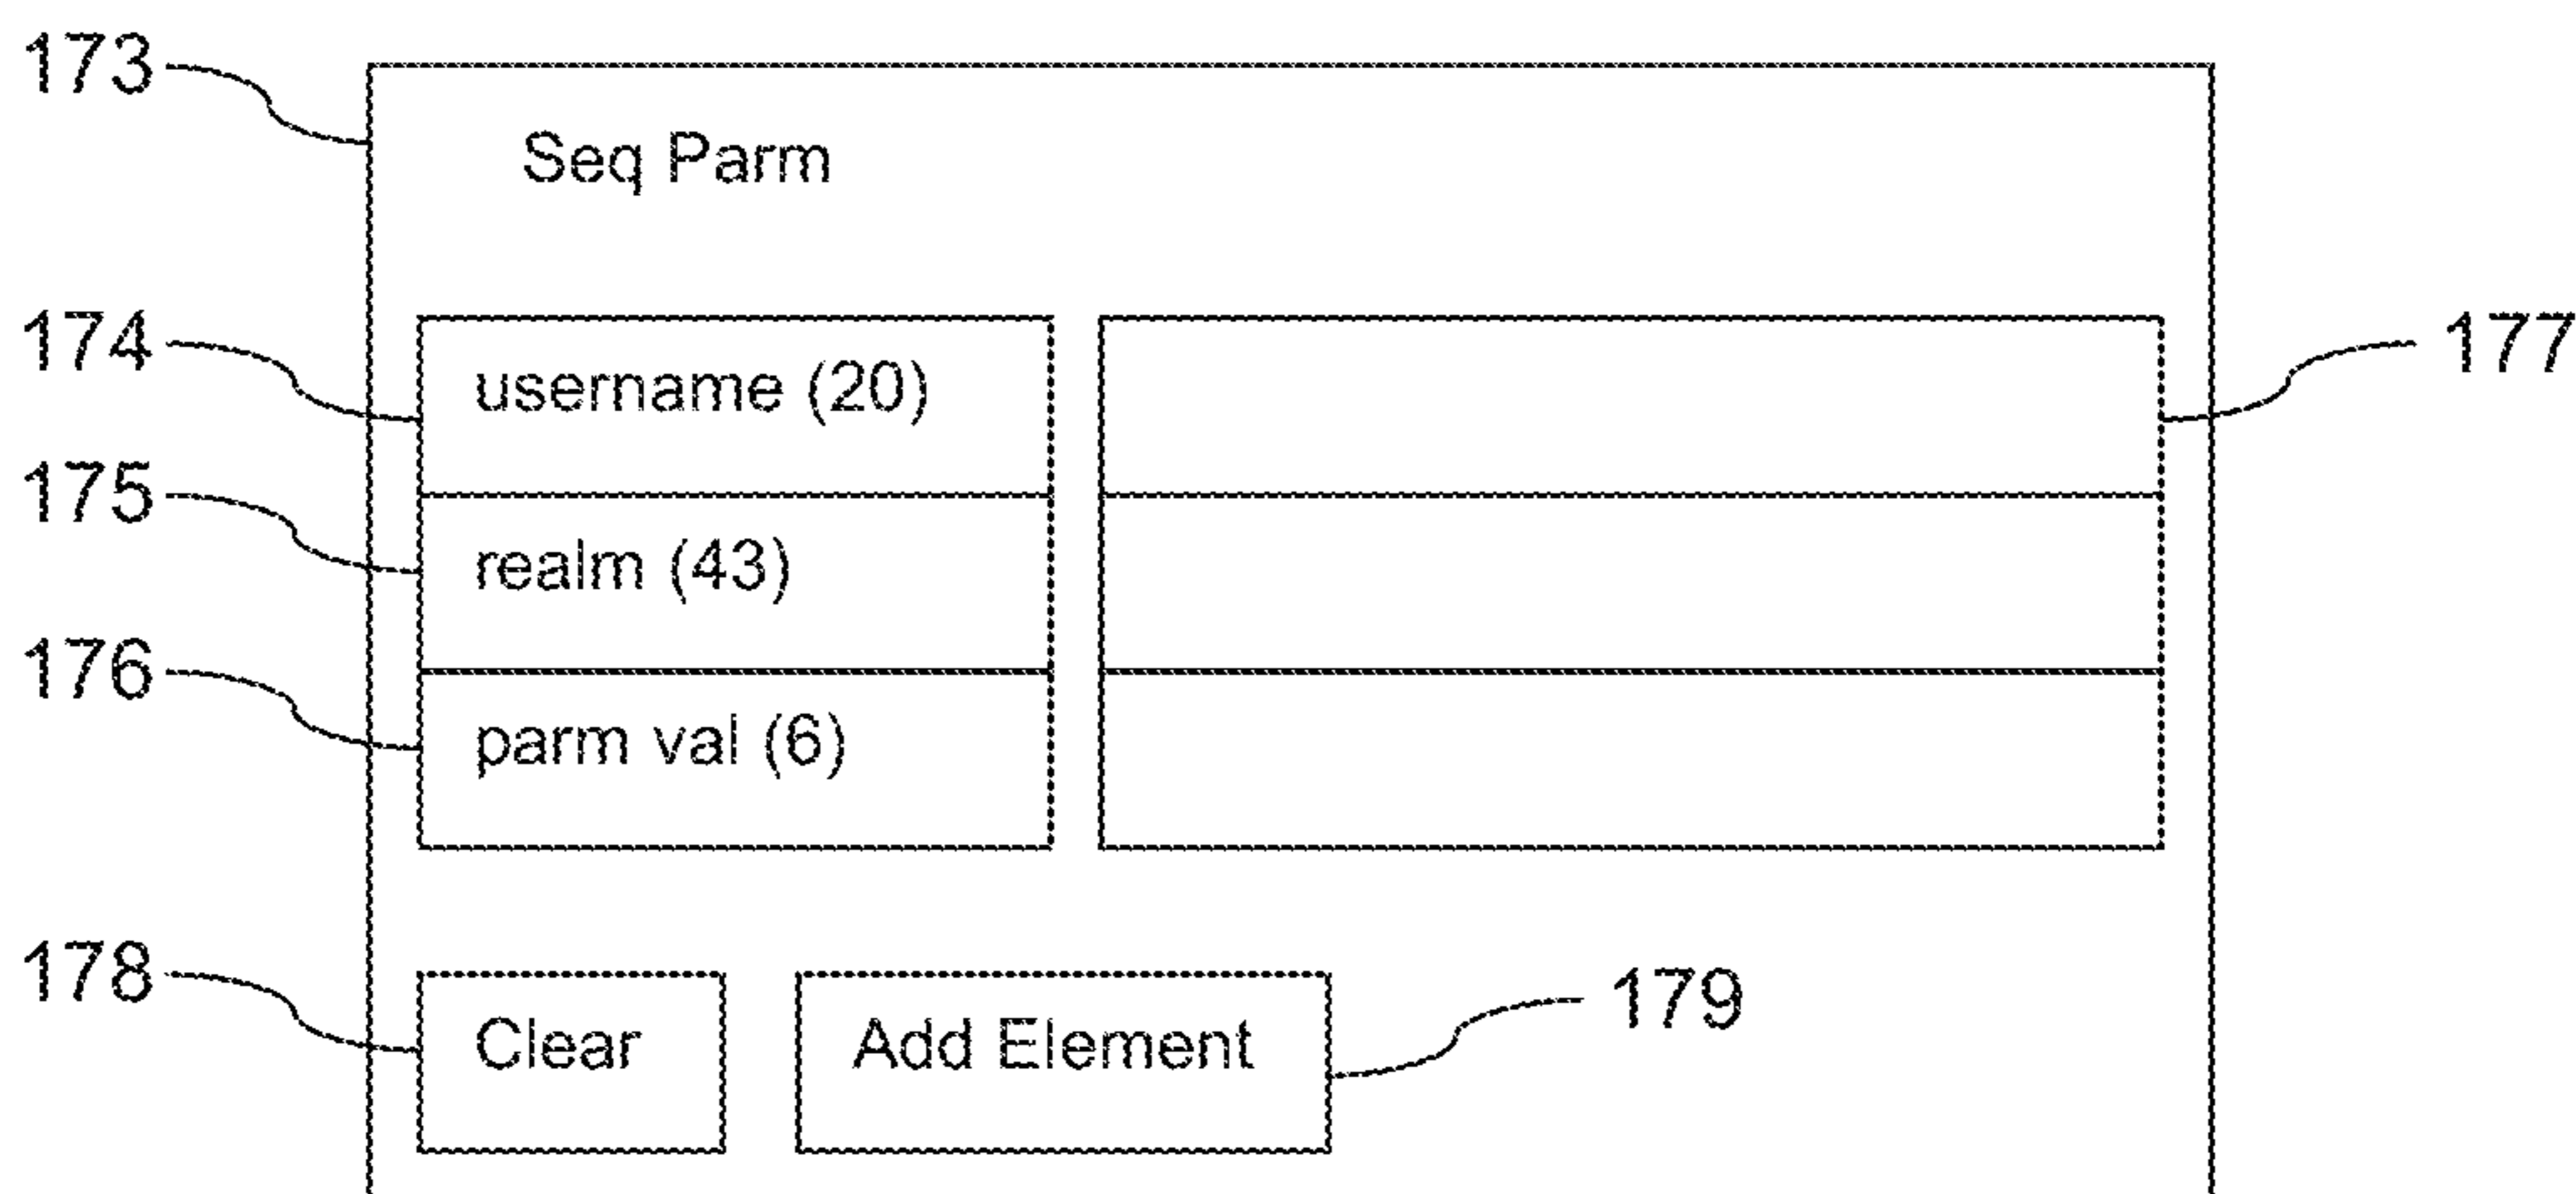 173
Seq Parm
174
username (20)
177
175
realm (43)
176
parm val (6)
178
Clear
Add Element
179